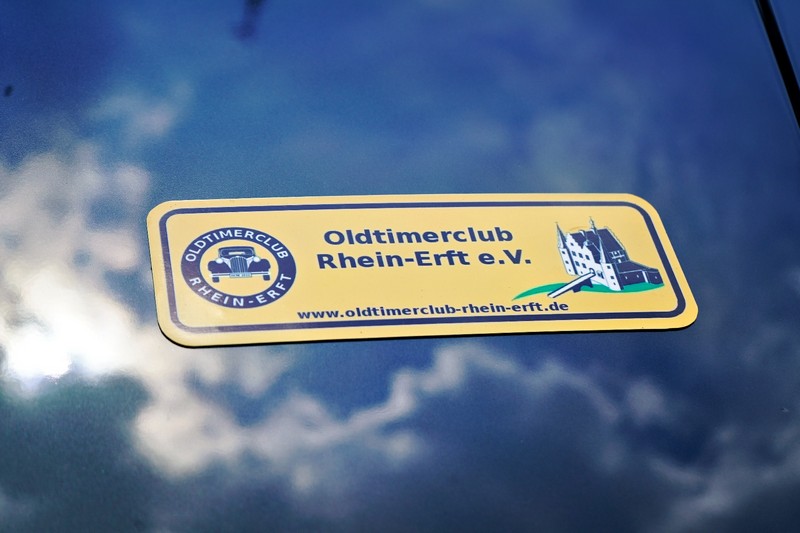 OLDTIMERCLUB
RHEIN-ERFT
Oldtimerclub
Rhein-Erft e.V.
www.oldtimerclub-rhein-erft.de